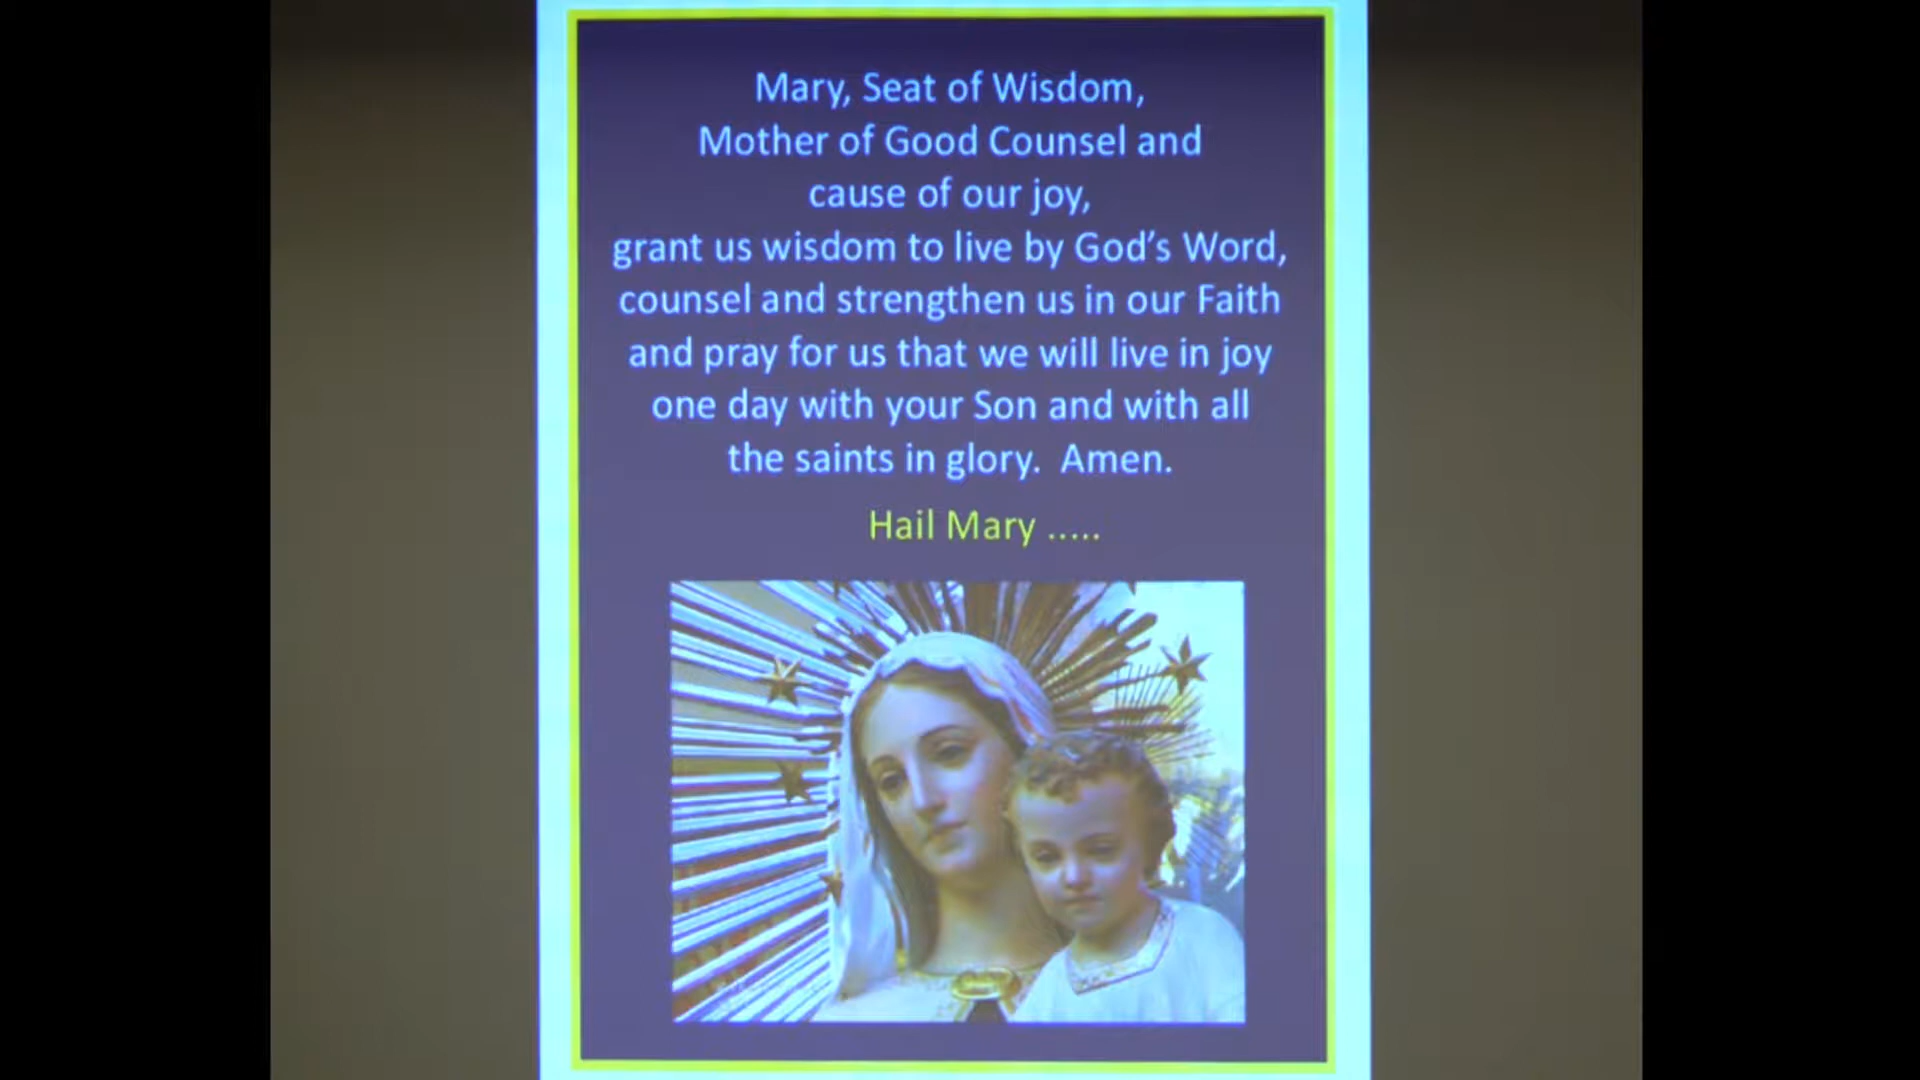 Mary, Seat of Wisdom,
Mother of Good Counsel and
cause of our joy,
grant us wisdom to live by God’s Word,
counsel and strengthen us in our Faith
and pray for us that we will live in joy
one day with your Son and with all
the saints in glory.  Amen.
Hail Mary .....